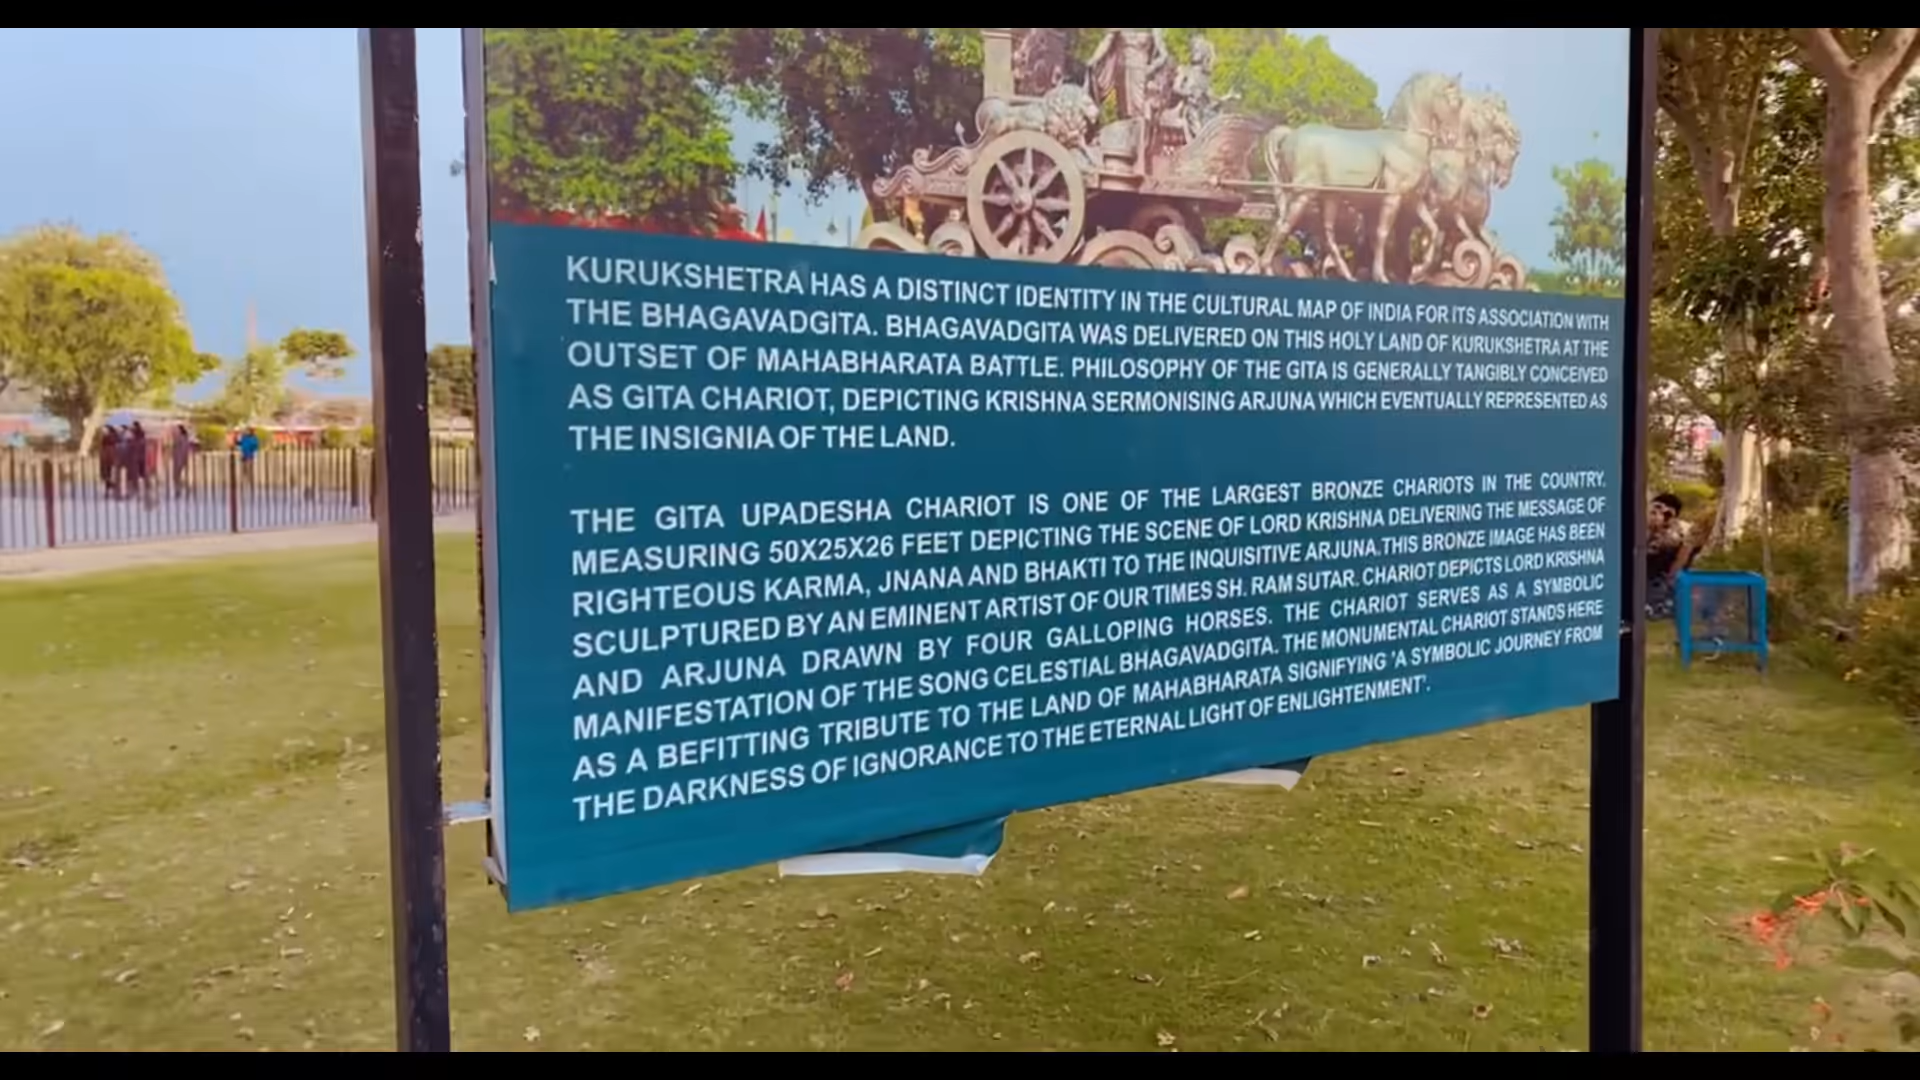 KURUKSHETRA HAS A DISTINCT IDENTITY IN THE CULTURAL MAP OF INDIA FOR ITS ASSOCIATION WITH
THE BHAGAVADGITA. BHAGAVADGITA WAS DELIVERED ON THIS HOLY LAND OF KURUKSHETRA AT THE
OUTSET OF MAHABHARATA BATTLE. PHILOSOPHY OF THE GITA IS GENERALLY TANGIBLY CONCEIVED
AS GITA CHARIOT, DEPICTING KRISHNA SERMONISING ARJUNA WHICH EVENTUALLY REPRESENTED AS
THE INSIGNIA OF THE LAND.
THE GITA UPADESHA CHARIOT IS ONE OF THE LARGEST BRONZE CHARIOTS IN THE COUNTRY.
MEASURING 50X25X26 FEET DEPICTING THE SCENE OF LORD KRISHNA DELIVERING THE MESSAGE OF
RIGHTEOUS KARMA, JNANA AND BHAKTI TO THE INQUISITIVE ARJUNA.THIS BRONZE IMAGE HAS BEEN
SCULPTURED BY AN EMINENT ARTIST OF OUR TIMES SH. RAM SUTAR. CHARIOT DEPICTS LORD KRISHNA
AND ARJUNA DRAWN BY FOUR GALLOPING HORSES. THE CHARIOT SERVES AS A SYMBOLIC
MANIFESTATION OF THE SONG CELESTIAL BHAGAVADGITA. THE MONUMENTAL CHARIOT STANDS HERE
AS A BEFITTING TRIBUTE TO THE LAND OF MAHABHARATA SIGNIFYING 'A SYMBOLIC JOURNEY FROM
THE DARKNESS OF IGNORANCE TO THE ETERNAL LIGHT OF ENLIGHTENMENT'.